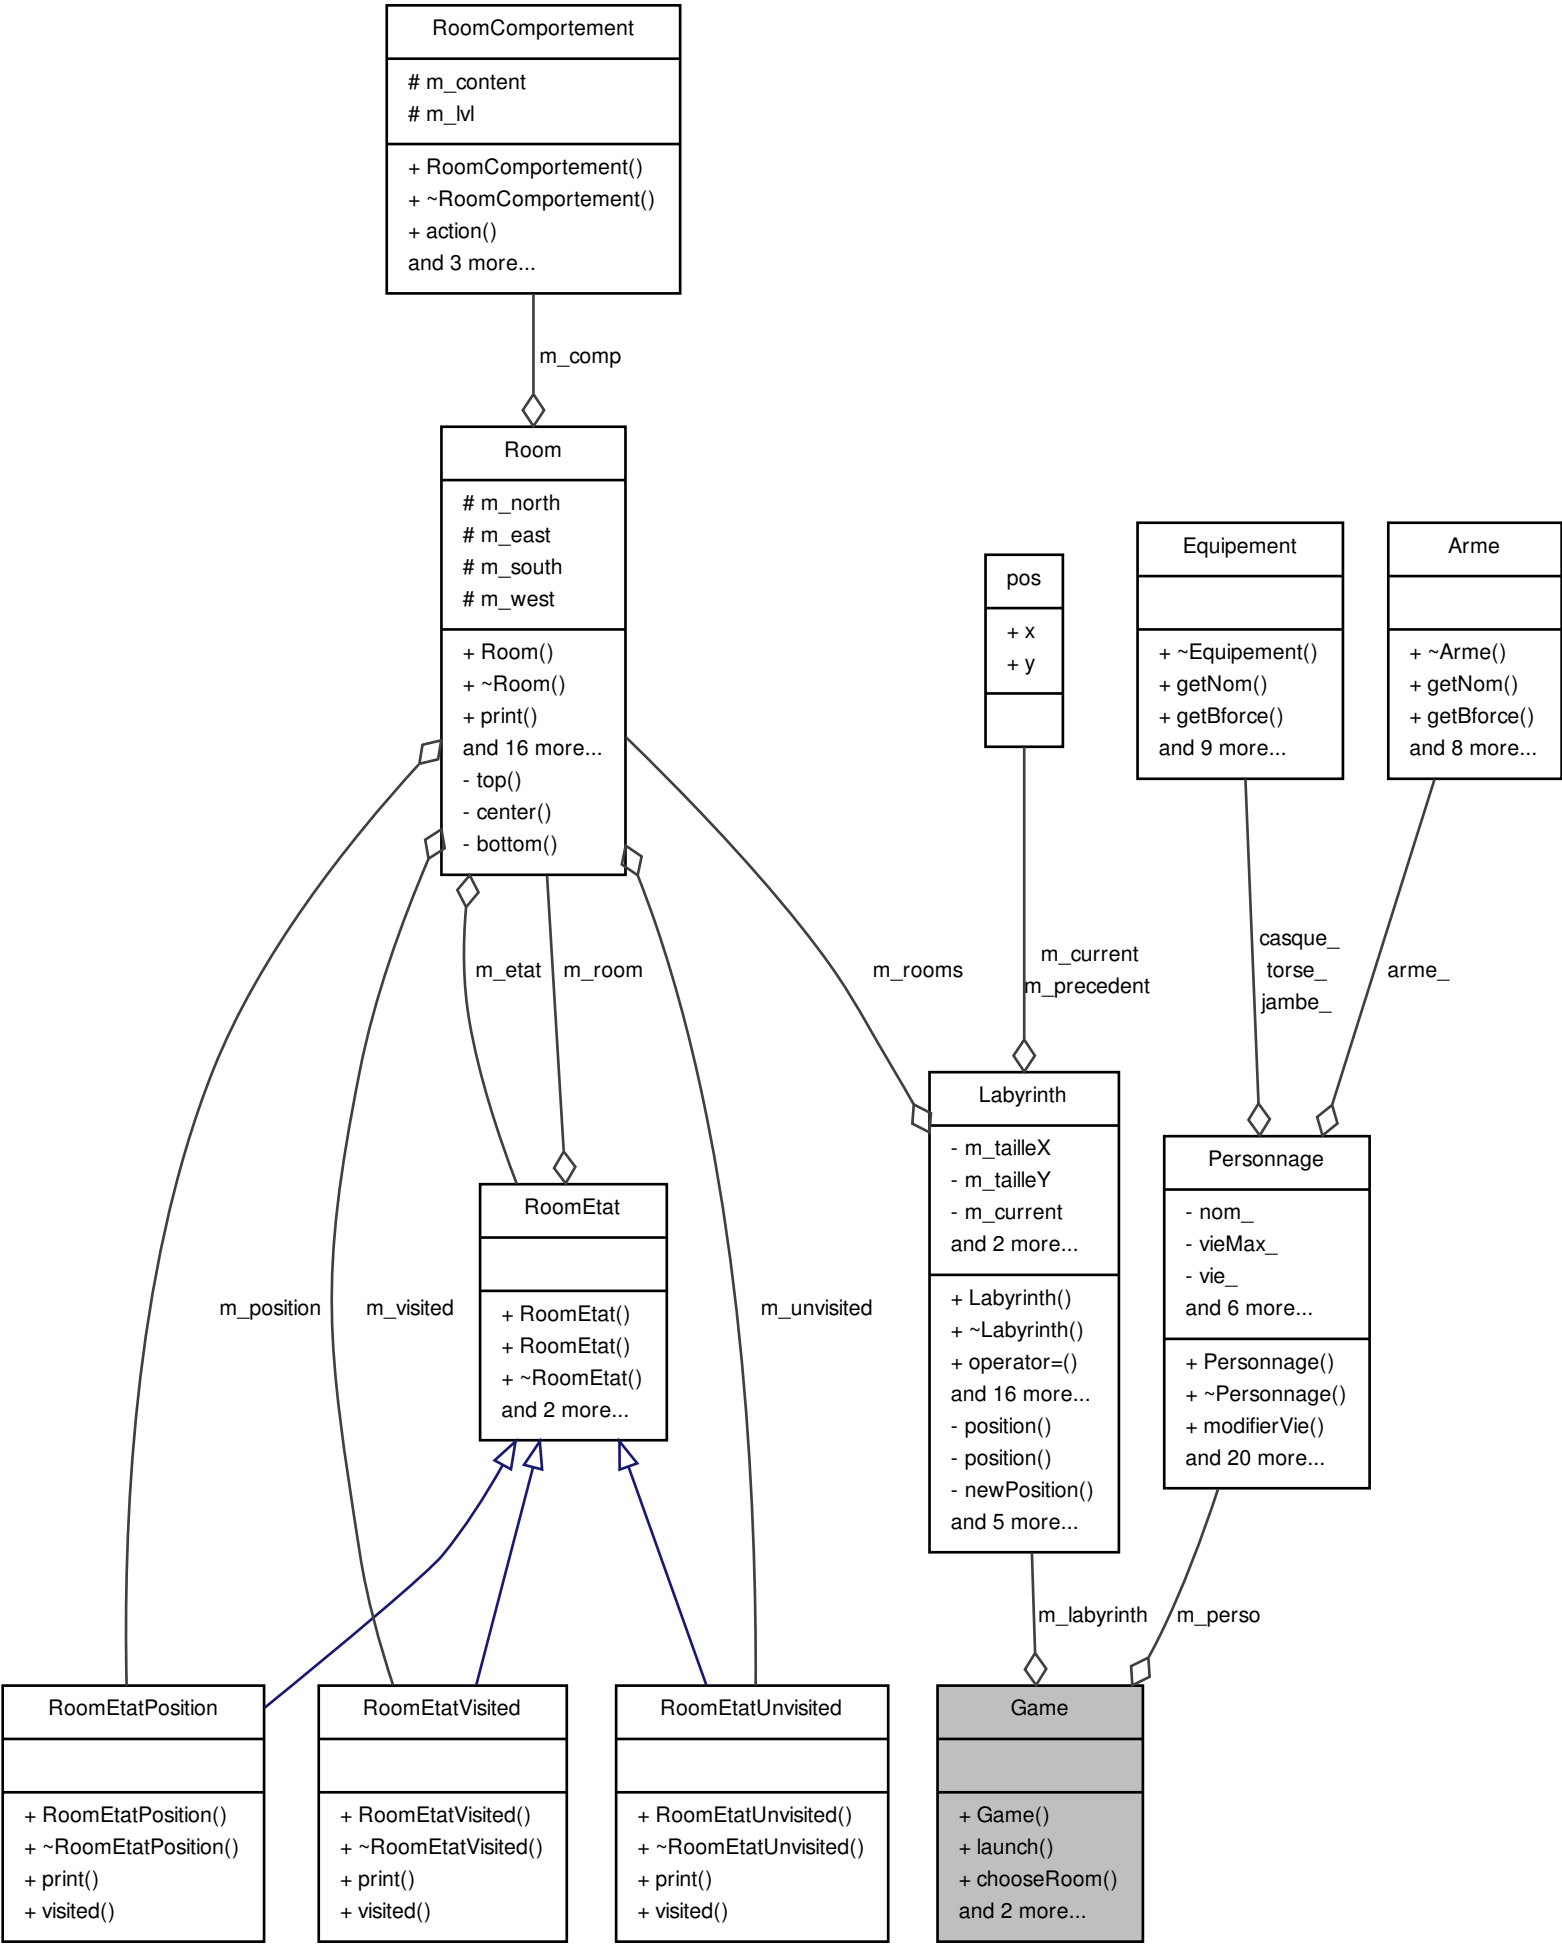 RoomComportement
# m_content
# m_lvl
+ RoomComportement()
+ ~RoomComportement()
+ action()
and 3 more...
m_comp
Room
# m_north
# m_east
# m_south
# m_west
+ Room()
+ ~Room()
+ print()
and 16 more...
- top()
- center()
- bottom()
pos
+ x
+ y
Equipement
+ ~Equipement()
+ getNom()
+ getBforce()
and 9 more...
Arme
+ ~Arme()
+ getNom()
+ getBforce()
and 8 more...
m_etat
m_room
m_rooms
m_current
m_precedent
casque_
torse_
jambe_
arme_
RoomEtat
+ RoomEtat()
+ RoomEtat()
+ ~RoomEtat()
and 2 more...
Labyrinth
- m_tailleX
- m_tailleY
- m_current
and 2 more...
+ Labyrinth()
+ ~Labyrinth()
+ operator=()
and 16 more...
- position()
- position()
- newPosition()
and 5 more...
Personnage
- nom_
- vieMax_
- vie_
and 6 more...
+ Personnage()
+ ~Personnage()
+ modifierVie()
and 20 more...
m_position
m_visited
m_unvisited
m_labyrinth
m_perso
RoomEtatPosition
+ RoomEtatPosition()
+ ~RoomEtatPosition()
+ print()
+ visited()
RoomEtatVisited
+ RoomEtatVisited()
+ ~RoomEtatVisited()
+ print()
+ visited()
RoomEtatUnvisited
+ RoomEtatUnvisited()
+ ~RoomEtatUnvisited()
+ print()
+ visited()
Game
+ Game()
+ launch()
+ chooseRoom()
and 2 more...